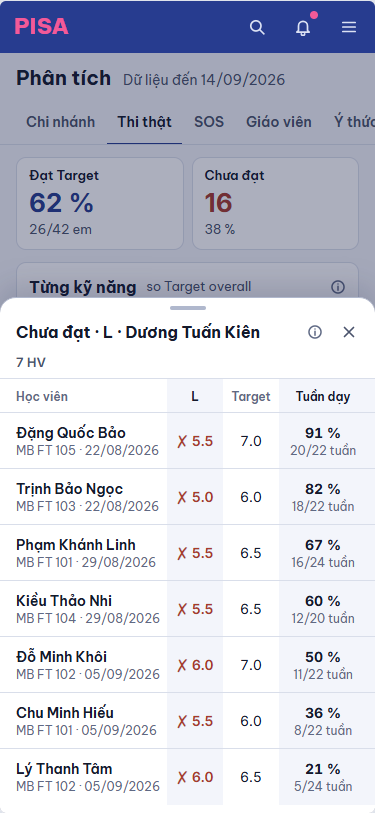 PISA
Phân tích Dữ liệu đến 14/09/2026
Chi nhánh Thi thật SOS Giáo viên Ý thức
Đạt Target Chưa đạt
62 % 16
26/42 em 38 %
Từng kỹ năng so Target overall
Chưa đạt · L · Dương Tuấn Kiên
7 HV
Học viên L Target Tuần dạy
Đặng Quốc Bảo ✗ 5.5 7.0 91 %
MB FT 105 · 22/08/2026 20/22 tuần
Trịnh Bảo Ngọc ✗ 5.0 6.0 82 %
MB FT 103 · 22/08/2026 18/22 tuần
Phạm Khánh Linh ✗ 5.5 6.5 67 %
MB FT 101 · 29/08/2026 16/24 tuần
Kiều Thảo Nhi ✗ 5.5 6.5 60 %
MB FT 104 · 29/08/2026 12/20 tuần
Đỗ Minh Khôi ✗ 6.0 7.0 50 %
MB FT 102 · 05/09/2026 11/22 tuần
Chu Minh Hiếu ✗ 5.5 6.0 36 %
MB FT 101 · 05/09/2026 8/22 tuần
Lý Thanh Tâm ✗ 6.0 6.5 21 %
MB FT 102 · 05/09/2026 5/24 tuần